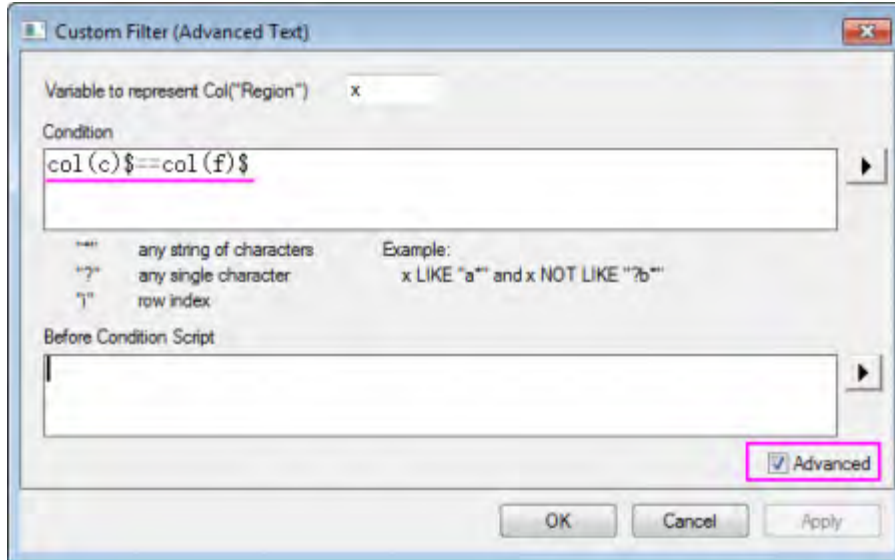 Custom Filter (Advanced Text)
Variable to represent Col("Region") x
Condition
col(c)$==col(f)$
"*" any string of characters Example:
"?" any single character x LIKE "a*" and x NOT LIKE "?b*"
"i" row index
Before Condition Script
Advanced
OK Cancel Apply